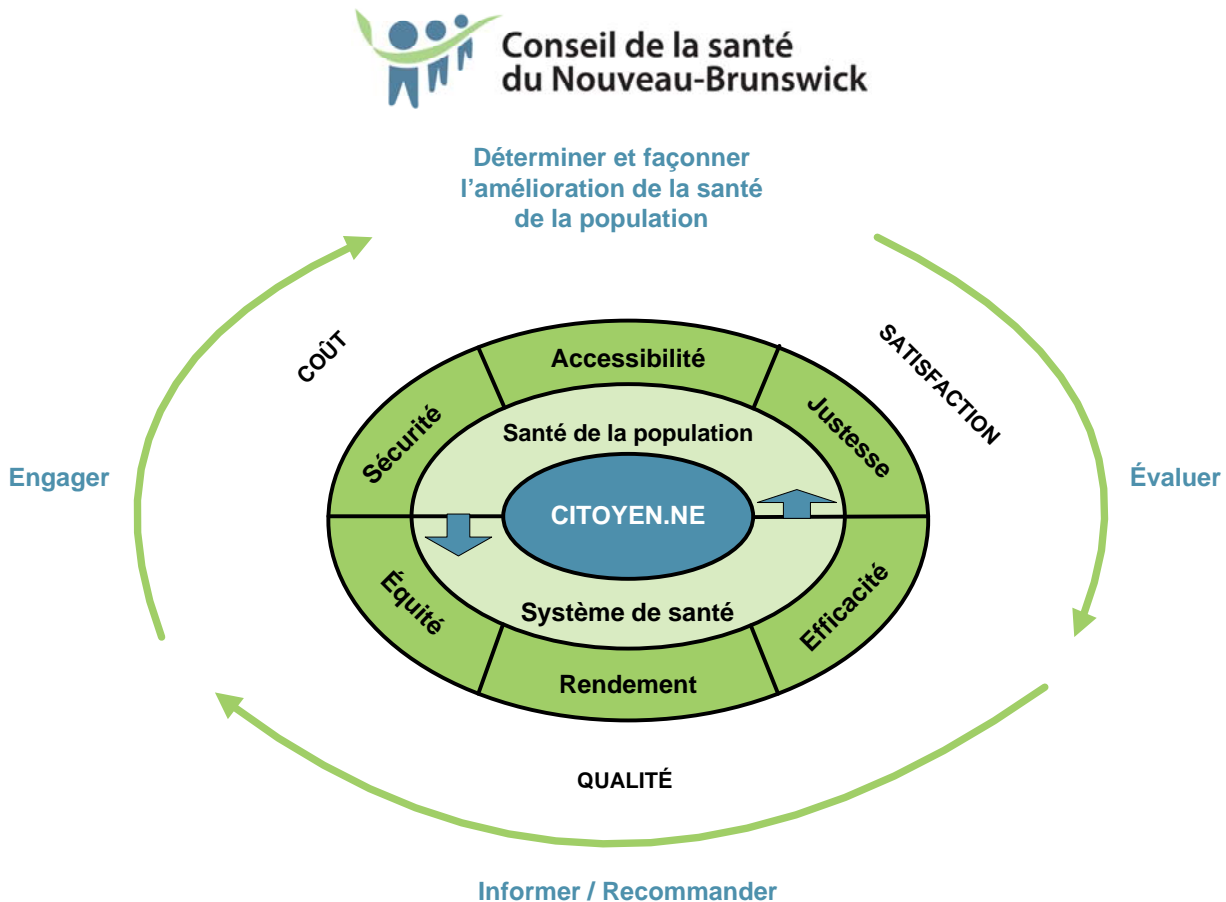 Conseil de la santé
du Nouveau-Brunswick
Déterminer et façonner
l’amélioration de la santé
de la population
COÛT
SATISFACTION
Accessibilité
Sécurité
Justesse
Santé de la population
Engager
CITOYEN.NE
Évaluer
Équité
Système de santé
Efficacité
Rendement
QUALITÉ
Informer / Recommander